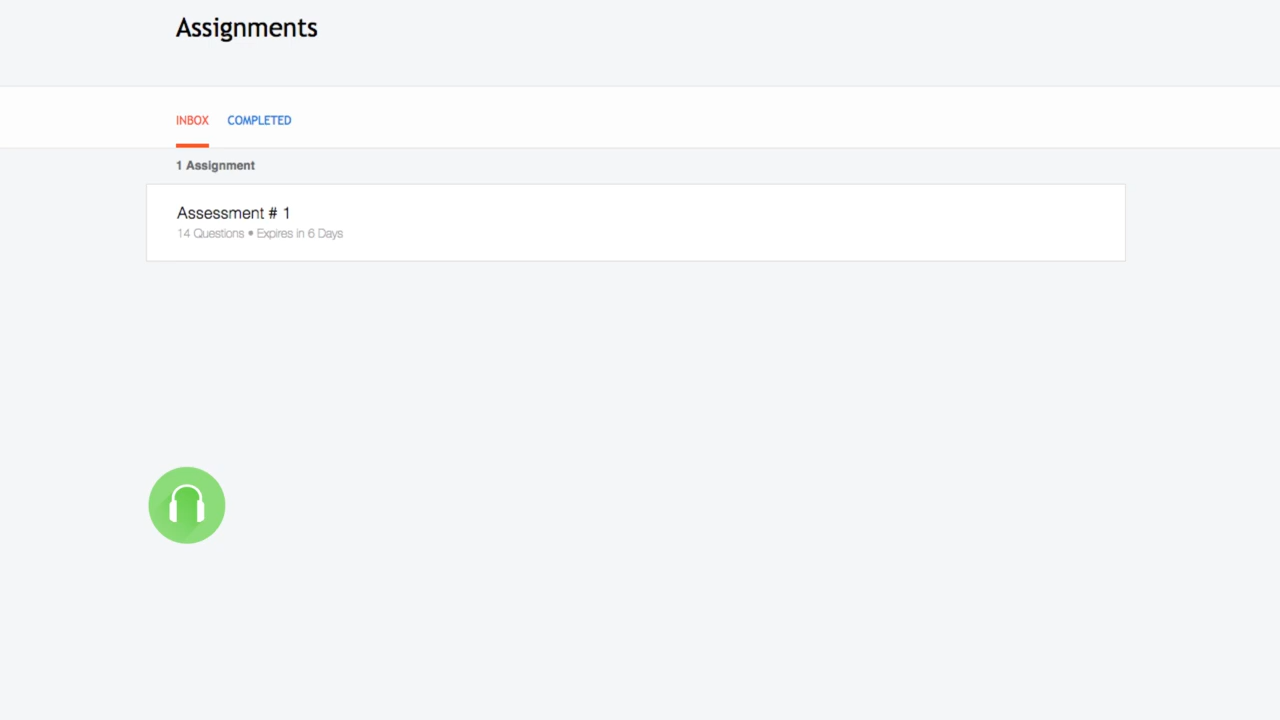 Assignments
INBOX COMPLETED
1 Assignment
Assessment # 1
14 Questions • Expires in 6 Days